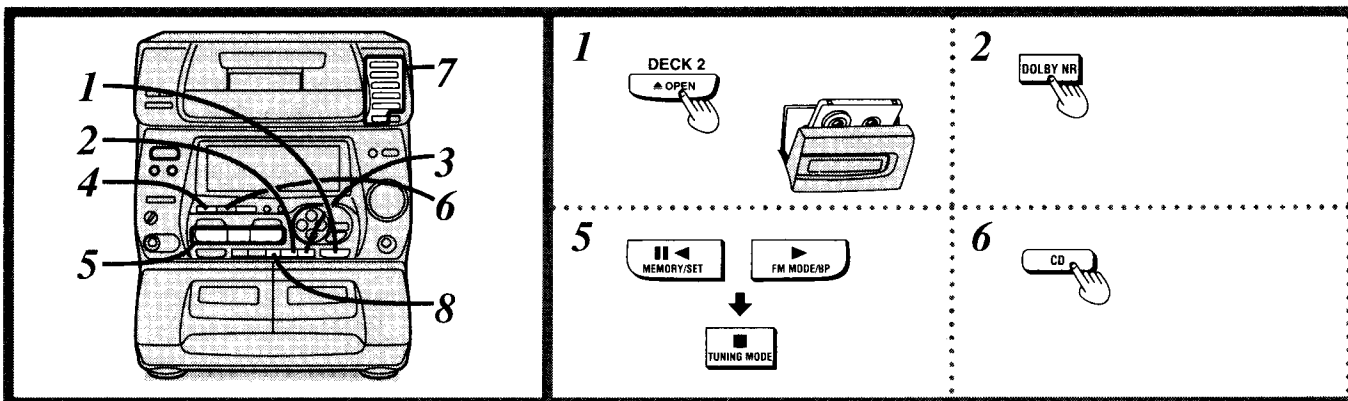 1
2
3
4
5
6
7
8
1
DECK 2
⏏ OPEN
2
DOLBY NR
5
⏸ ◀
MEMORY/SET
▶
FM MODE/BP
■
TUNING MODE
6
CD